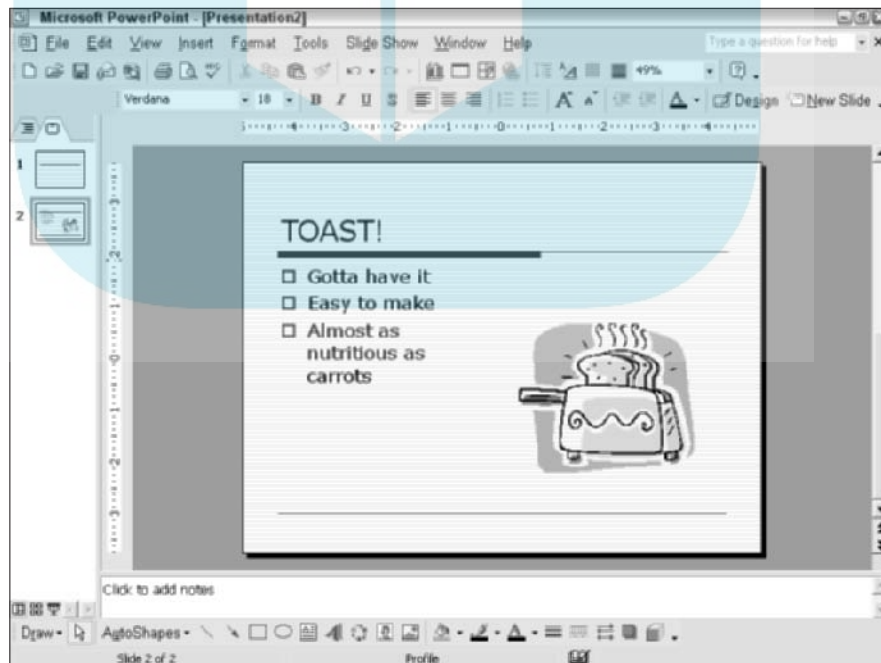 Microsoft PowerPoint - [Presentation2]
File Edit View Insert Format Tools Slide Show Window Help Type a question for help
49%
Verdana 18 B I U S A A A Design New Slide
1
2
TOAST!
Gotta have it
Easy to make
Almost as
nutritious as
carrots
Click to add notes
Draw AutoShapes A A
Slide 2 of 2 Profile